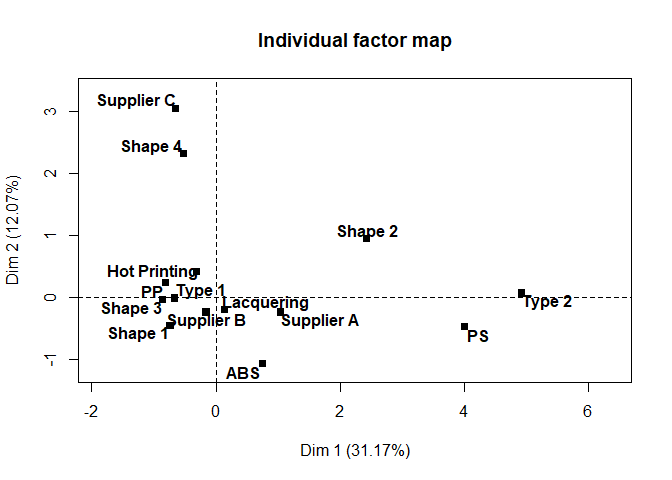 Individual factor map
Dim 2 (12.07%)
3
2
1
0
-1
Supplier C
Shape 4
Shape 2
Hot Printing
PP
Type 1
Shape 3
Lacquering
Type 2
Shape 1
Supplier B
Supplier A
PS
ABS
-2
0
2
4
6
Dim 1 (31.17%)